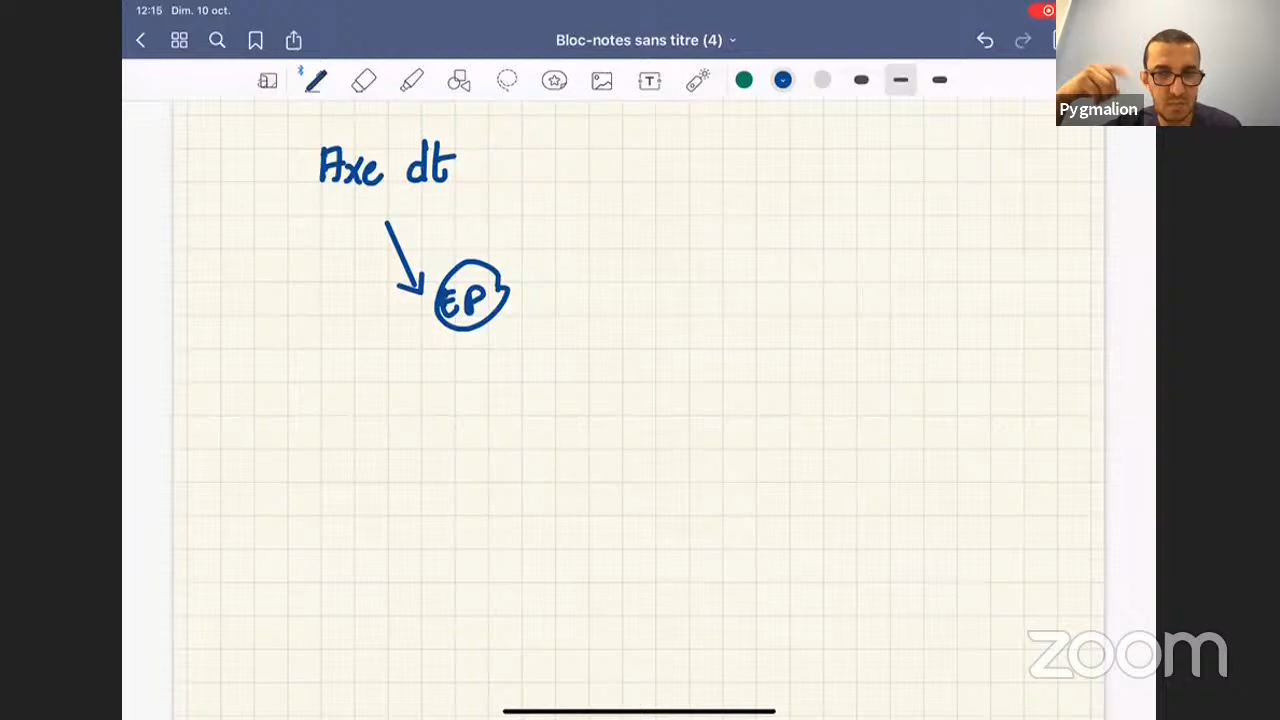 12:15 Dim. 10 oct.
Bloc-notes sans titre (4)
Pygmalion
Axe dt
EP
zoom